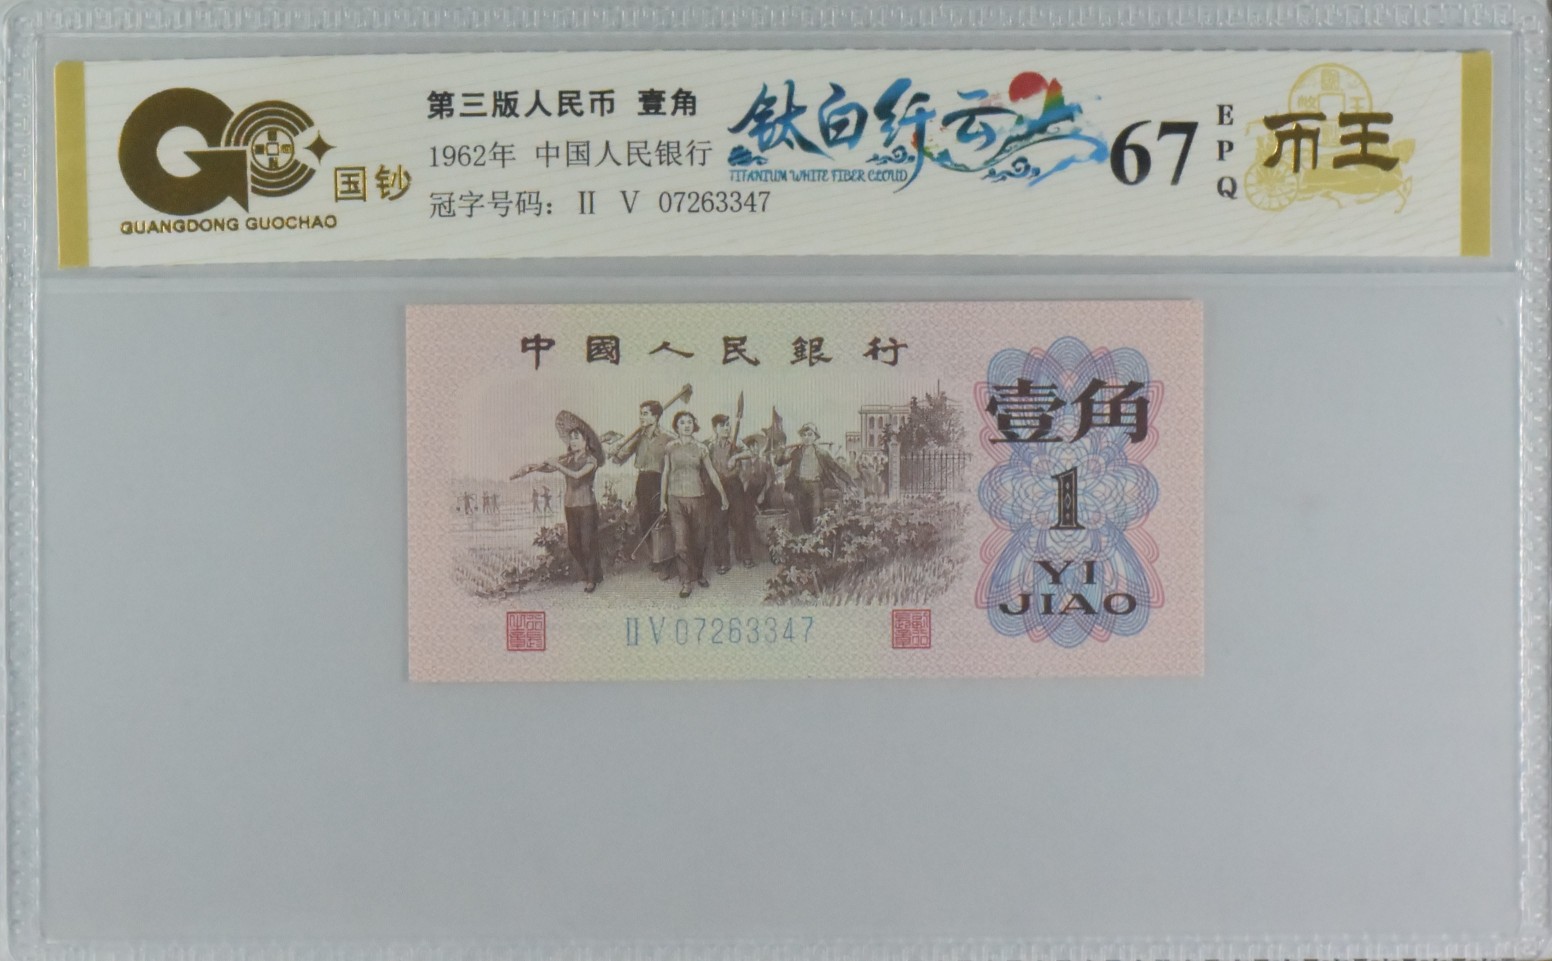 国钞
GUANGDONG GUOCHAO
第三版人民币 壹角
1962年 中国人民银行
冠字号码: II V 07263347
钛白纤云
TITANIUM WHITE FIBER CLOUD
67
EPQ
币王
中國人民銀行
壹角
1
YI
JIAO
II V 07263347